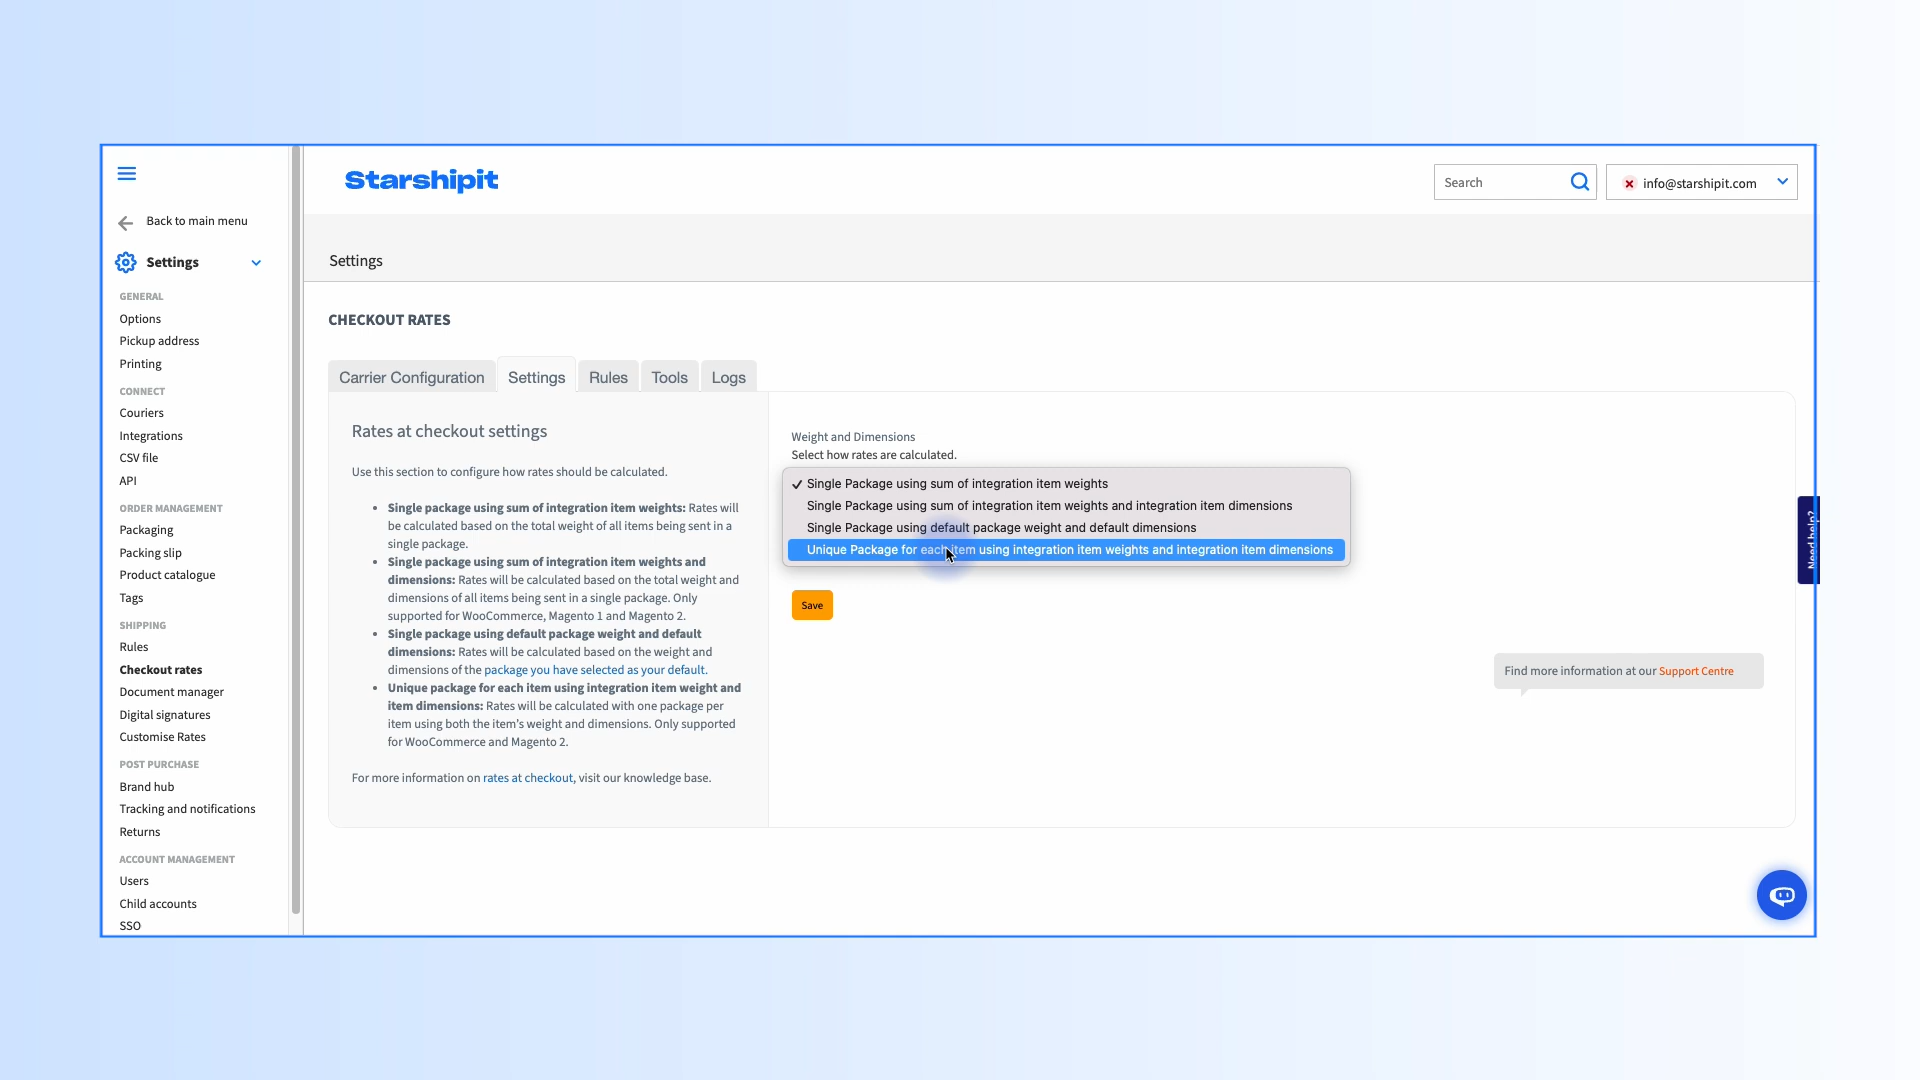 Starshipit
Search
info@starshipit.com
Back to main menu
Settings
GENERAL
Options
Pickup address
Printing
CONNECT
Couriers
Integrations
CSV file
API
ORDER MANAGEMENT
Packaging
Packing slip
Product catalogue
Tags
SHIPPING
Rules
Checkout rates
Document manager
Digital signatures
Customise Rates
POST PURCHASE
Brand hub
Tracking and notifications
Returns
ACCOUNT MANAGEMENT
Users
Child accounts
SSO
Settings
CHECKOUT RATES
Carrier Configuration
Settings
Rules
Tools
Logs
Rates at checkout settings
Use this section to configure how rates should be calculated.
• Single package using sum of integration item weights: Rates will
be calculated based on the total weight of all items being sent in a
single package.
• Single package using sum of integration item weights and
dimensions: Rates will be calculated based on the total weight and
dimensions of all items being sent in a single package. Only
supported for WooCommerce, Magento 1 and Magento 2.
• Single package using default package weight and default
dimensions: Rates will be calculated based on the weight and
dimensions of the package you have selected as your default.
• Unique package for each item using integration item weight and
item dimensions: Rates will be calculated with one package per
item using both the item's weight and dimensions. Only supported
for WooCommerce and Magento 2.
For more information on rates at checkout, visit our knowledge base.
Weight and Dimensions
Select how rates are calculated.
✓ Single Package using sum of integration item weights
Single Package using sum of integration item weights and integration item dimensions
Single Package using default package weight and default dimensions
Unique Package for each item using integration item weights and integration item dimensions
Save
Need help?
Find more information at our Support Centre